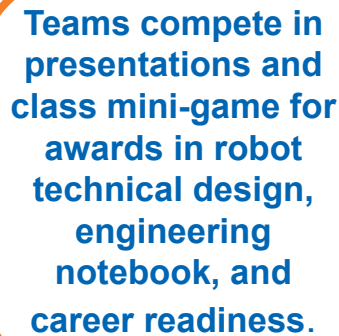 Teams compete in
presentations and
class mini-game for
awards in robot
technical design,
engineering
notebook, and
career readiness.